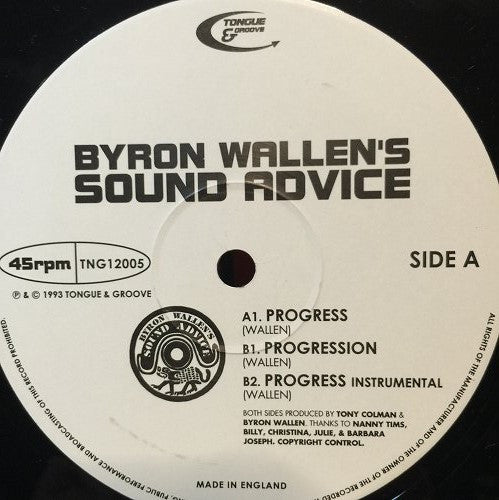 TONGUE
& GROOVE
BYRON WALLEN'S
SOUND ADVICE
45rpm TNG12005
SIDE A
℗ & © 1993 TONGUE & GROOVE
BYRON WALLEN'S
SOUND ADVICE
A1. PROGRESS
(WALLEN)
B1. PROGRESSION
(WALLEN)
B2. PROGRESS INSTRUMENTAL
(WALLEN)
BOTH SIDES PRODUCED BY TONY COLMAN &
BYRON WALLEN. THANKS TO NANNY TIMS,
BILLY, CHRISTINA, JULIE, & BARBARA
JOSEPH. COPYRIGHT CONTROL.
MADE IN ENGLAND
ALL RIGHTS OF THE MANUFACTURER AND OF THE OWNER OF THE RECORDED
PUBLIC PERFORMANCE AND BROADCASTING OF THIS RECORD PROHIBITED.